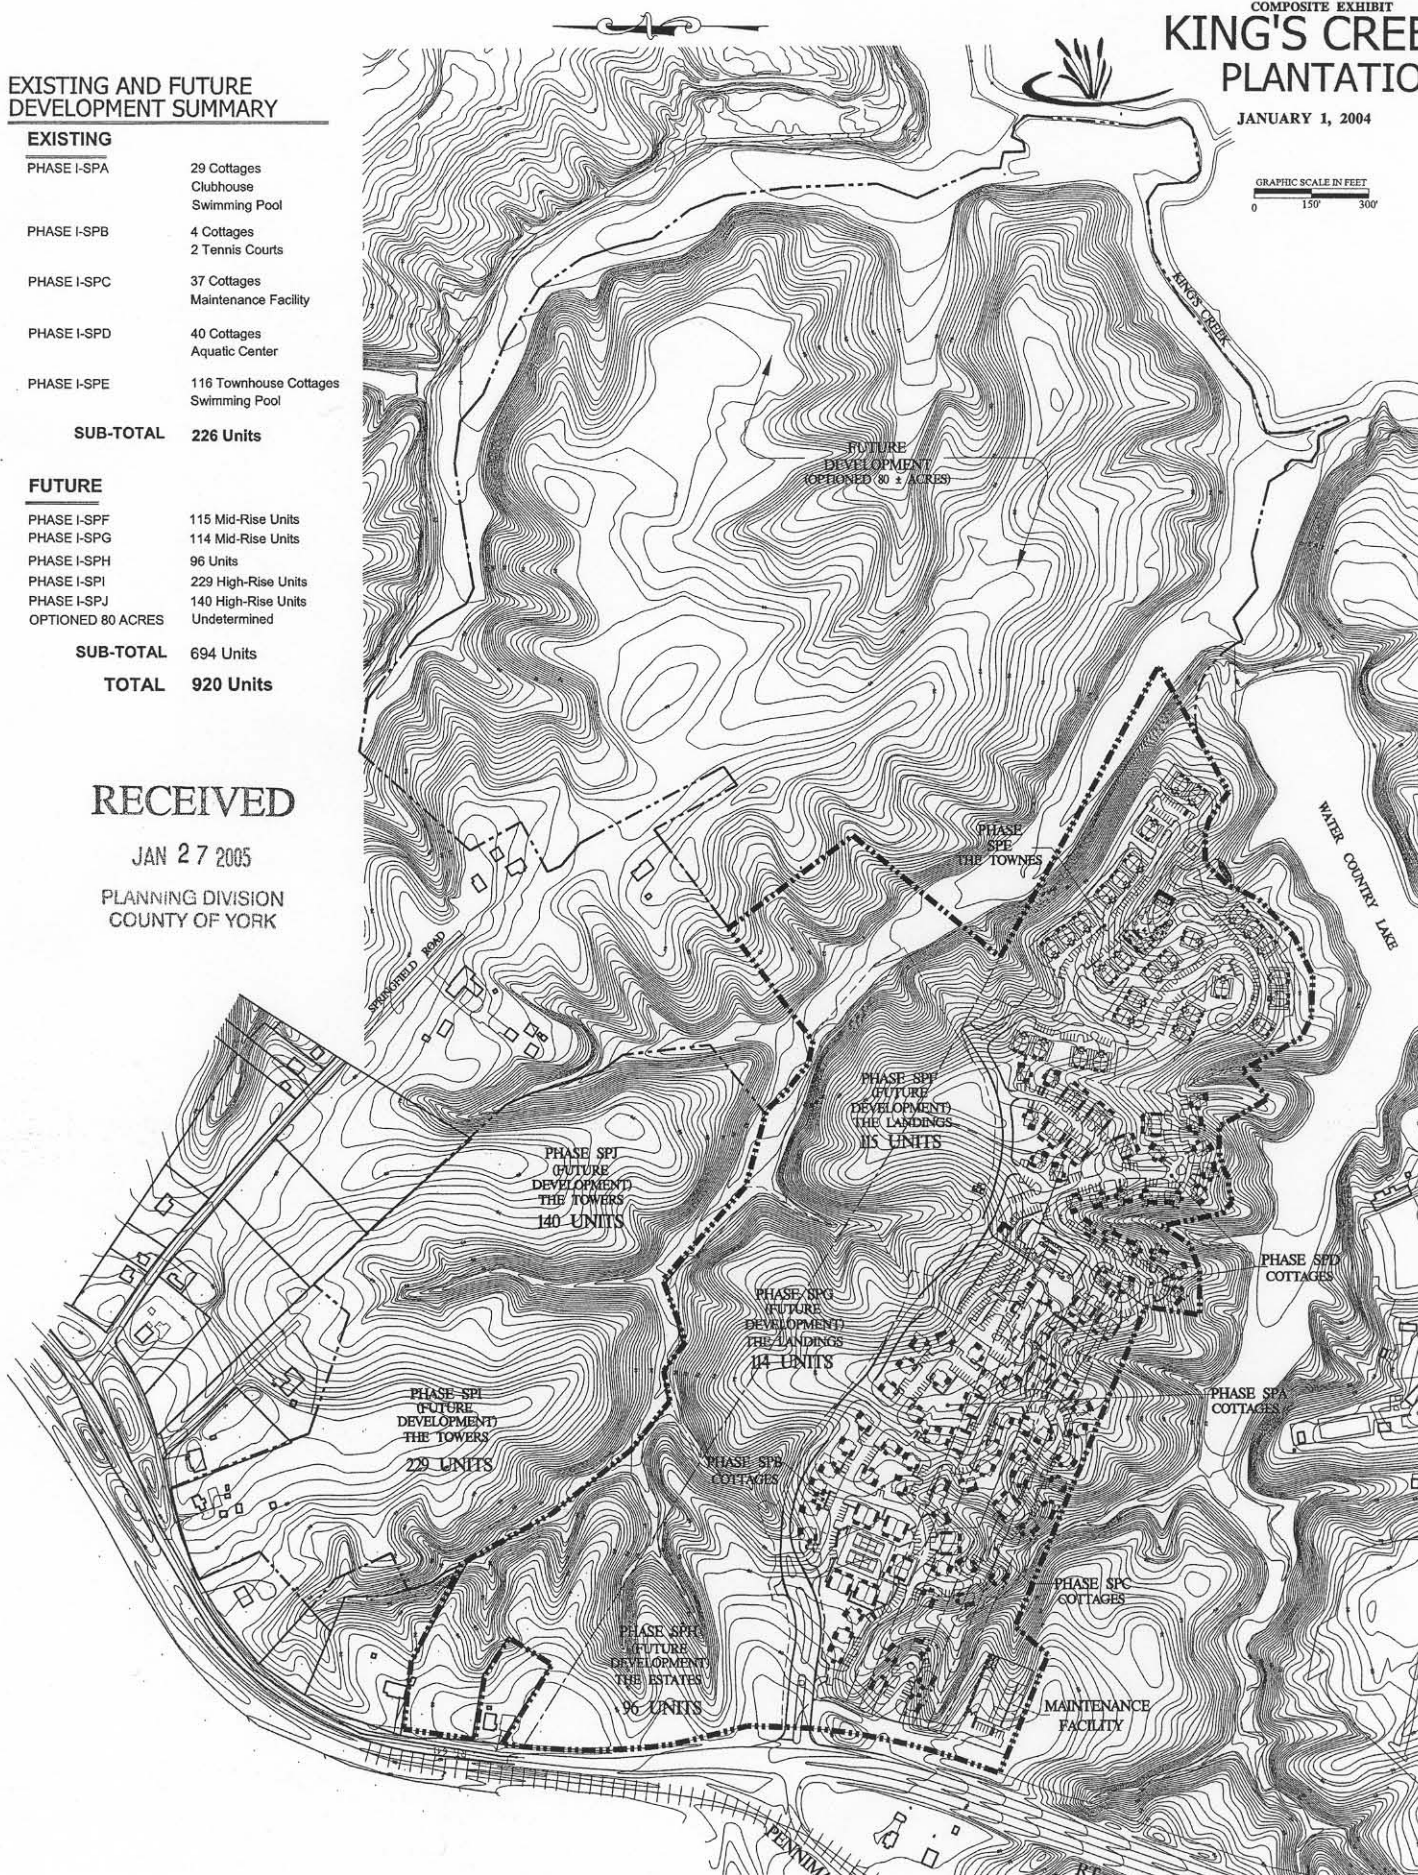 COMPOSITE EXHIBIT
KING'S CREE
PLANTATIO
JANUARY 1, 2004
GRAPHIC SCALE IN FEET
0 150' 300'
EXISTING AND FUTURE
DEVELOPMENT SUMMARY
EXISTING
PHASE I-SPA 29 Cottages
Clubhouse
Swimming Pool
PHASE I-SPB 4 Cottages
2 Tennis Courts
PHASE I-SPC 37 Cottages
Maintenance Facility
PHASE I-SPD 40 Cottages
Aquatic Center
PHASE I-SPE 116 Townhouse Cottages
Swimming Pool
SUB-TOTAL 226 Units
FUTURE
PHASE I-SPF 115 Mid-Rise Units
PHASE I-SPG 114 Mid-Rise Units
PHASE I-SPH 96 Units
PHASE I-SPI 229 High-Rise Units
PHASE I-SPJ 140 High-Rise Units
OPTIONED 80 ACRES Undetermined
SUB-TOTAL 694 Units
TOTAL 920 Units
RECEIVED
JAN 27 2005
PLANNING DIVISION
COUNTY OF YORK
KING'S CREEK
FUTURE
DEVELOPMENT
(OPTIONED 80 ± ACRES)
PHASE
SPE
THE TOWNES
WATER COUNTRY LAKE
SPRINGFIELD ROAD
PHASE SPF
(FUTURE
DEVELOPMENT)
THE LANDINGS
115 UNITS
PHASE SPJ
(FUTURE
DEVELOPMENT)
THE TOWERS
140 UNITS
PHASE SPD
COTTAGES
PHASE SPG
(FUTURE
DEVELOPMENT)
THE LANDINGS
114 UNITS
PHASE SPI
(FUTURE
DEVELOPMENT)
THE TOWERS
229 UNITS
PHASE SPA
COTTAGES
PHASE SPB
COTTAGES
PHASE SPC
COTTAGES
PHASE SPH
(FUTURE
DEVELOPMENT)
THE ESTATES
96 UNITS
MAINTENANCE
FACILITY
PENNIMA
RT